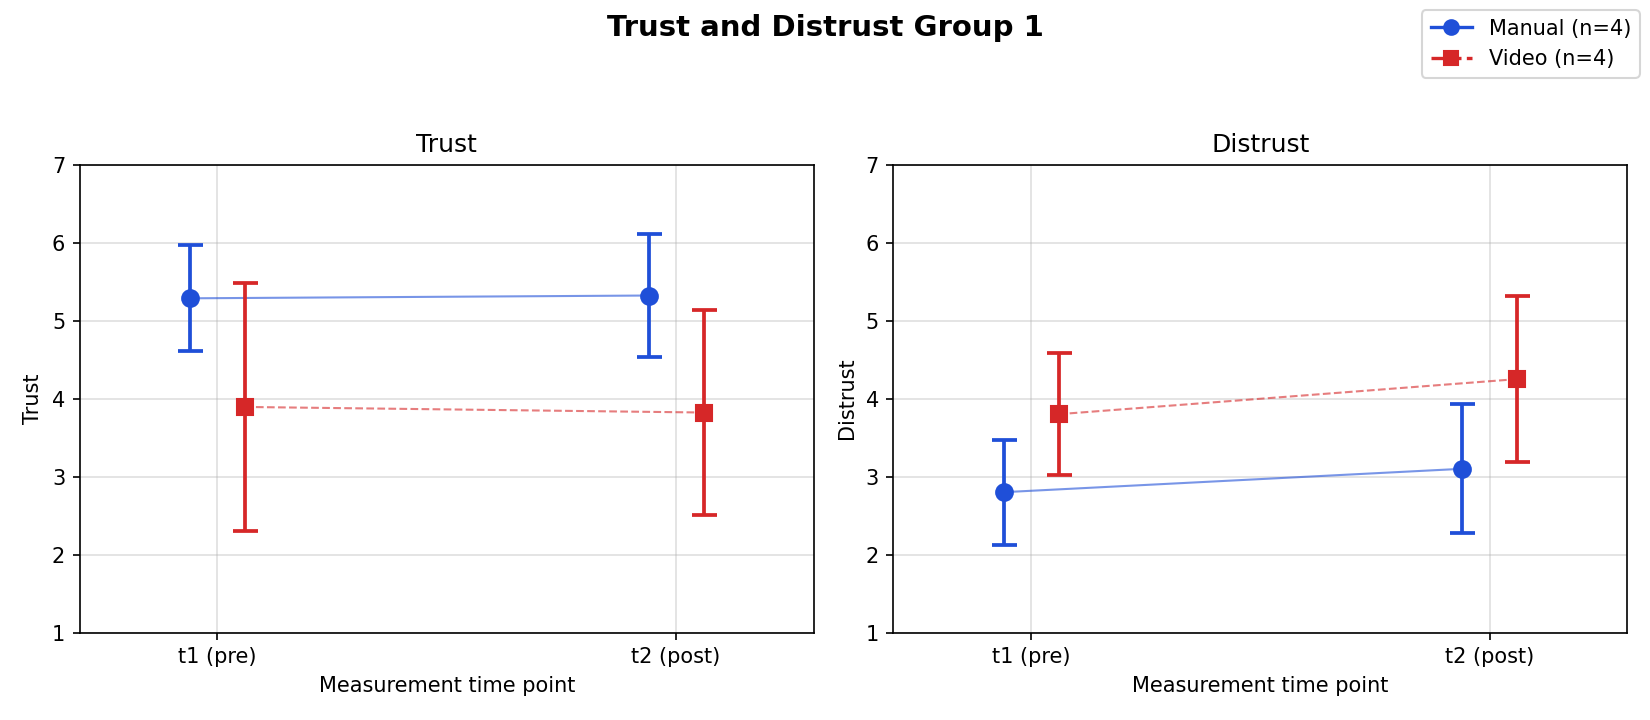 Trust and Distrust Group 1
Manual (n=4)
Video (n=4)
Trust
7
6
5
4
3
2
1
Trust
t1 (pre)
t2 (post)
Measurement time point
Distrust
7
6
5
4
3
2
1
Distrust
t1 (pre)
t2 (post)
Measurement time point